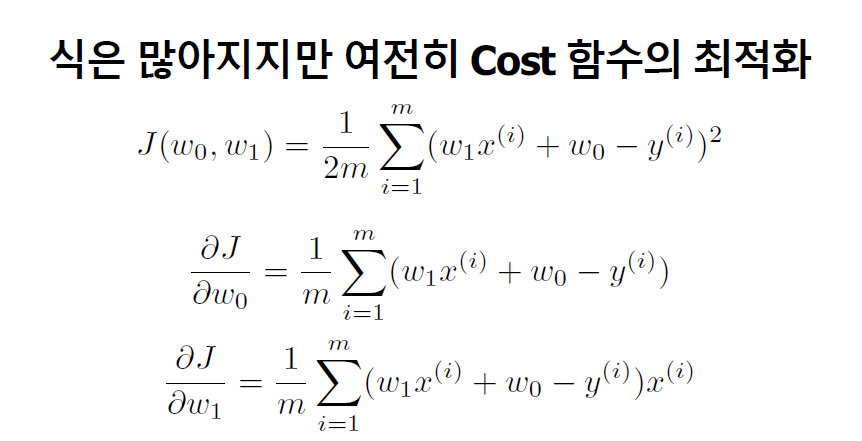 식은 많아지지만 여전히 Cost 함수의 최적화
$J(w_0, w_1) = \frac{1}{2m} \sum_{i=1}^{m} (w_1 x^{(i)} + w_0 - y^{(i)})^2$
$\frac{\partial J}{\partial w_0} = \frac{1}{m} \sum_{i=1}^{m} (w_1 x^{(i)} + w_0 - y^{(i)})$
$\frac{\partial J}{\partial w_1} = \frac{1}{m} \sum_{i=1}^{m} (w_1 x^{(i)} + w_0 - y^{(i)}) x^{(i)}$